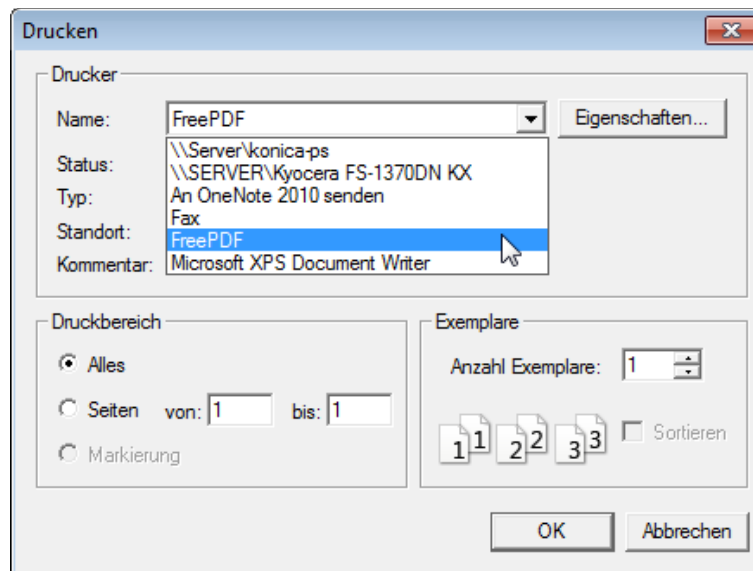 Drucken
Drucker
Name: FreePDF Eigenschaften...
\\Server\konica-ps
Status: \\SERVER\Kyocera FS-1370DN KX
Typ: An OneNote 2010 senden
Fax
Standort: FreePDF
Kommentar: Microsoft XPS Document Writer
Druckbereich
Alles
Seiten von: 1 bis: 1
Markierung
Exemplare
Anzahl Exemplare: 1
1 1 2 2 3 3 Sortieren
OK Abbrechen